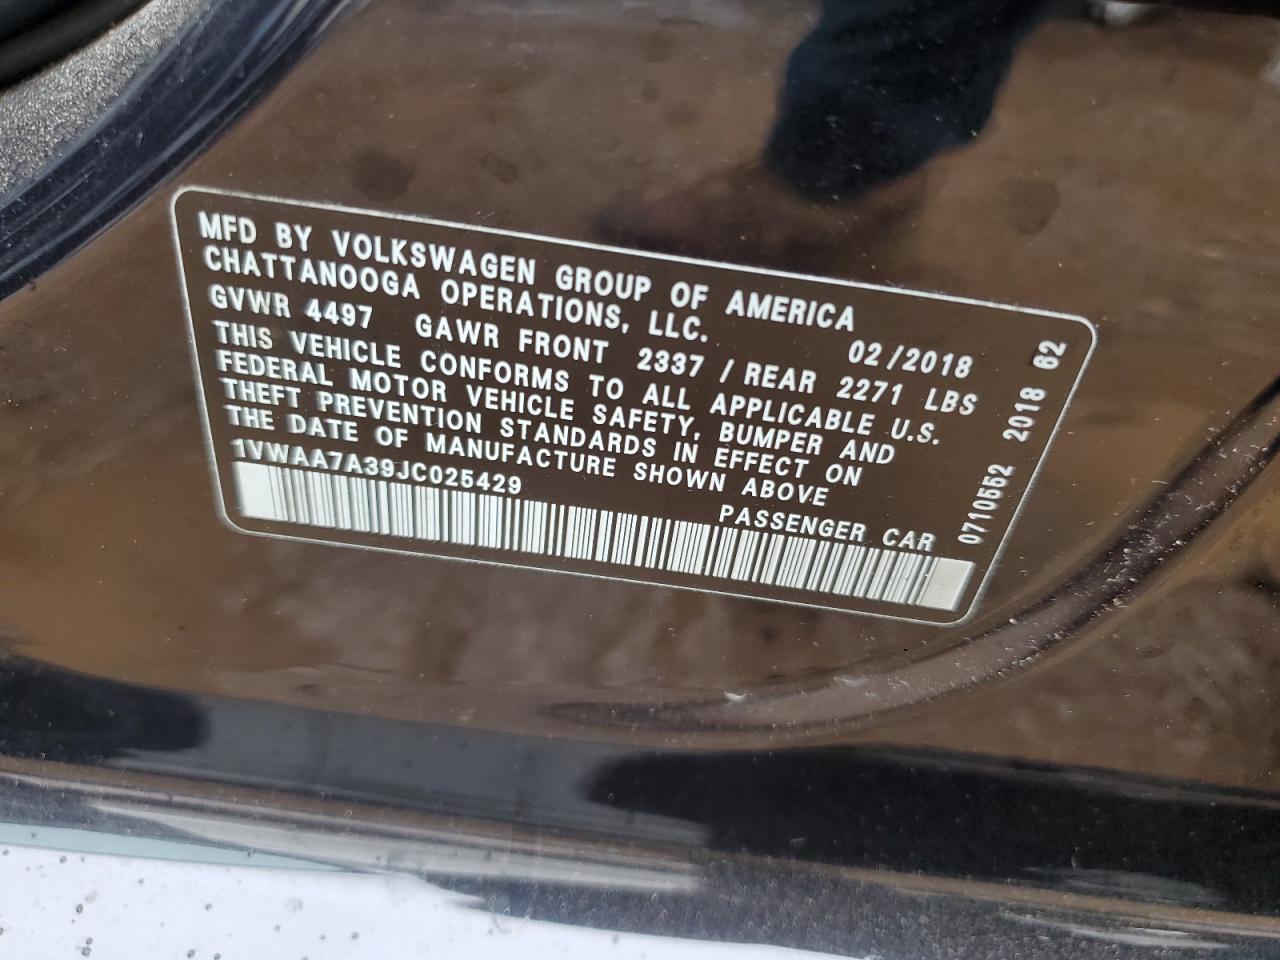 MFD BY VOLKSWAGEN GROUP OF AMERICA
CHATTANOOGA OPERATIONS, LLC. 02/2018
GVWR 4497 GAWR FRONT 2337 / REAR 2271 LBS
THIS VEHICLE CONFORMS TO ALL APPLICABLE U.S.
FEDERAL MOTOR VEHICLE SAFETY, BUMPER AND
THEFT PREVENTION STANDARDS IN EFFECT ON
THE DATE OF MANUFACTURE SHOWN ABOVE
1VWAA7A39JC025429 PASSENGER CAR
0710552 2018 62